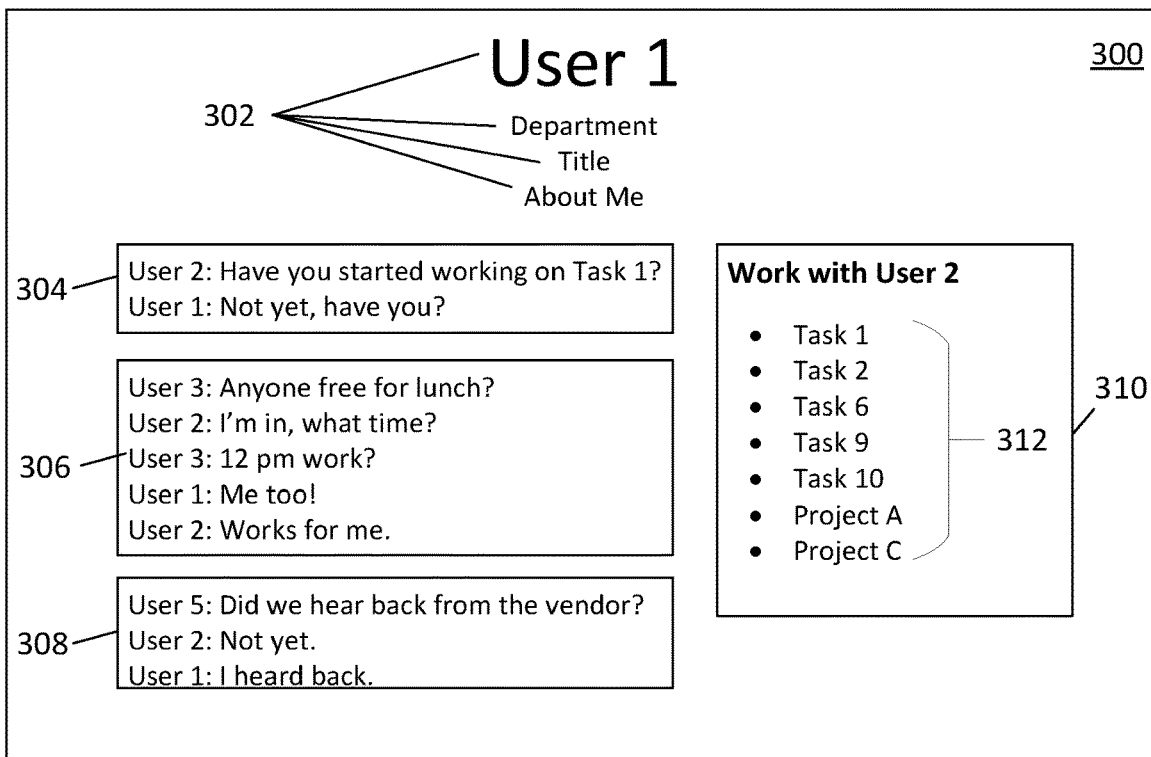 User 1
300
302
Department
Title
About Me
304
User 2: Have you started working on Task 1?
User 1: Not yet, have you?
306
User 3: Anyone free for lunch?
User 2: I'm in, what time?
User 3: 12 pm work?
User 1: Me too!
User 2: Works for me.
308
User 5: Did we hear back from the vendor?
User 2: Not yet.
User 1: I heard back.
Work with User 2
• Task 1
• Task 2
• Task 6
• Task 9
• Task 10
• Project A
• Project C
312
310